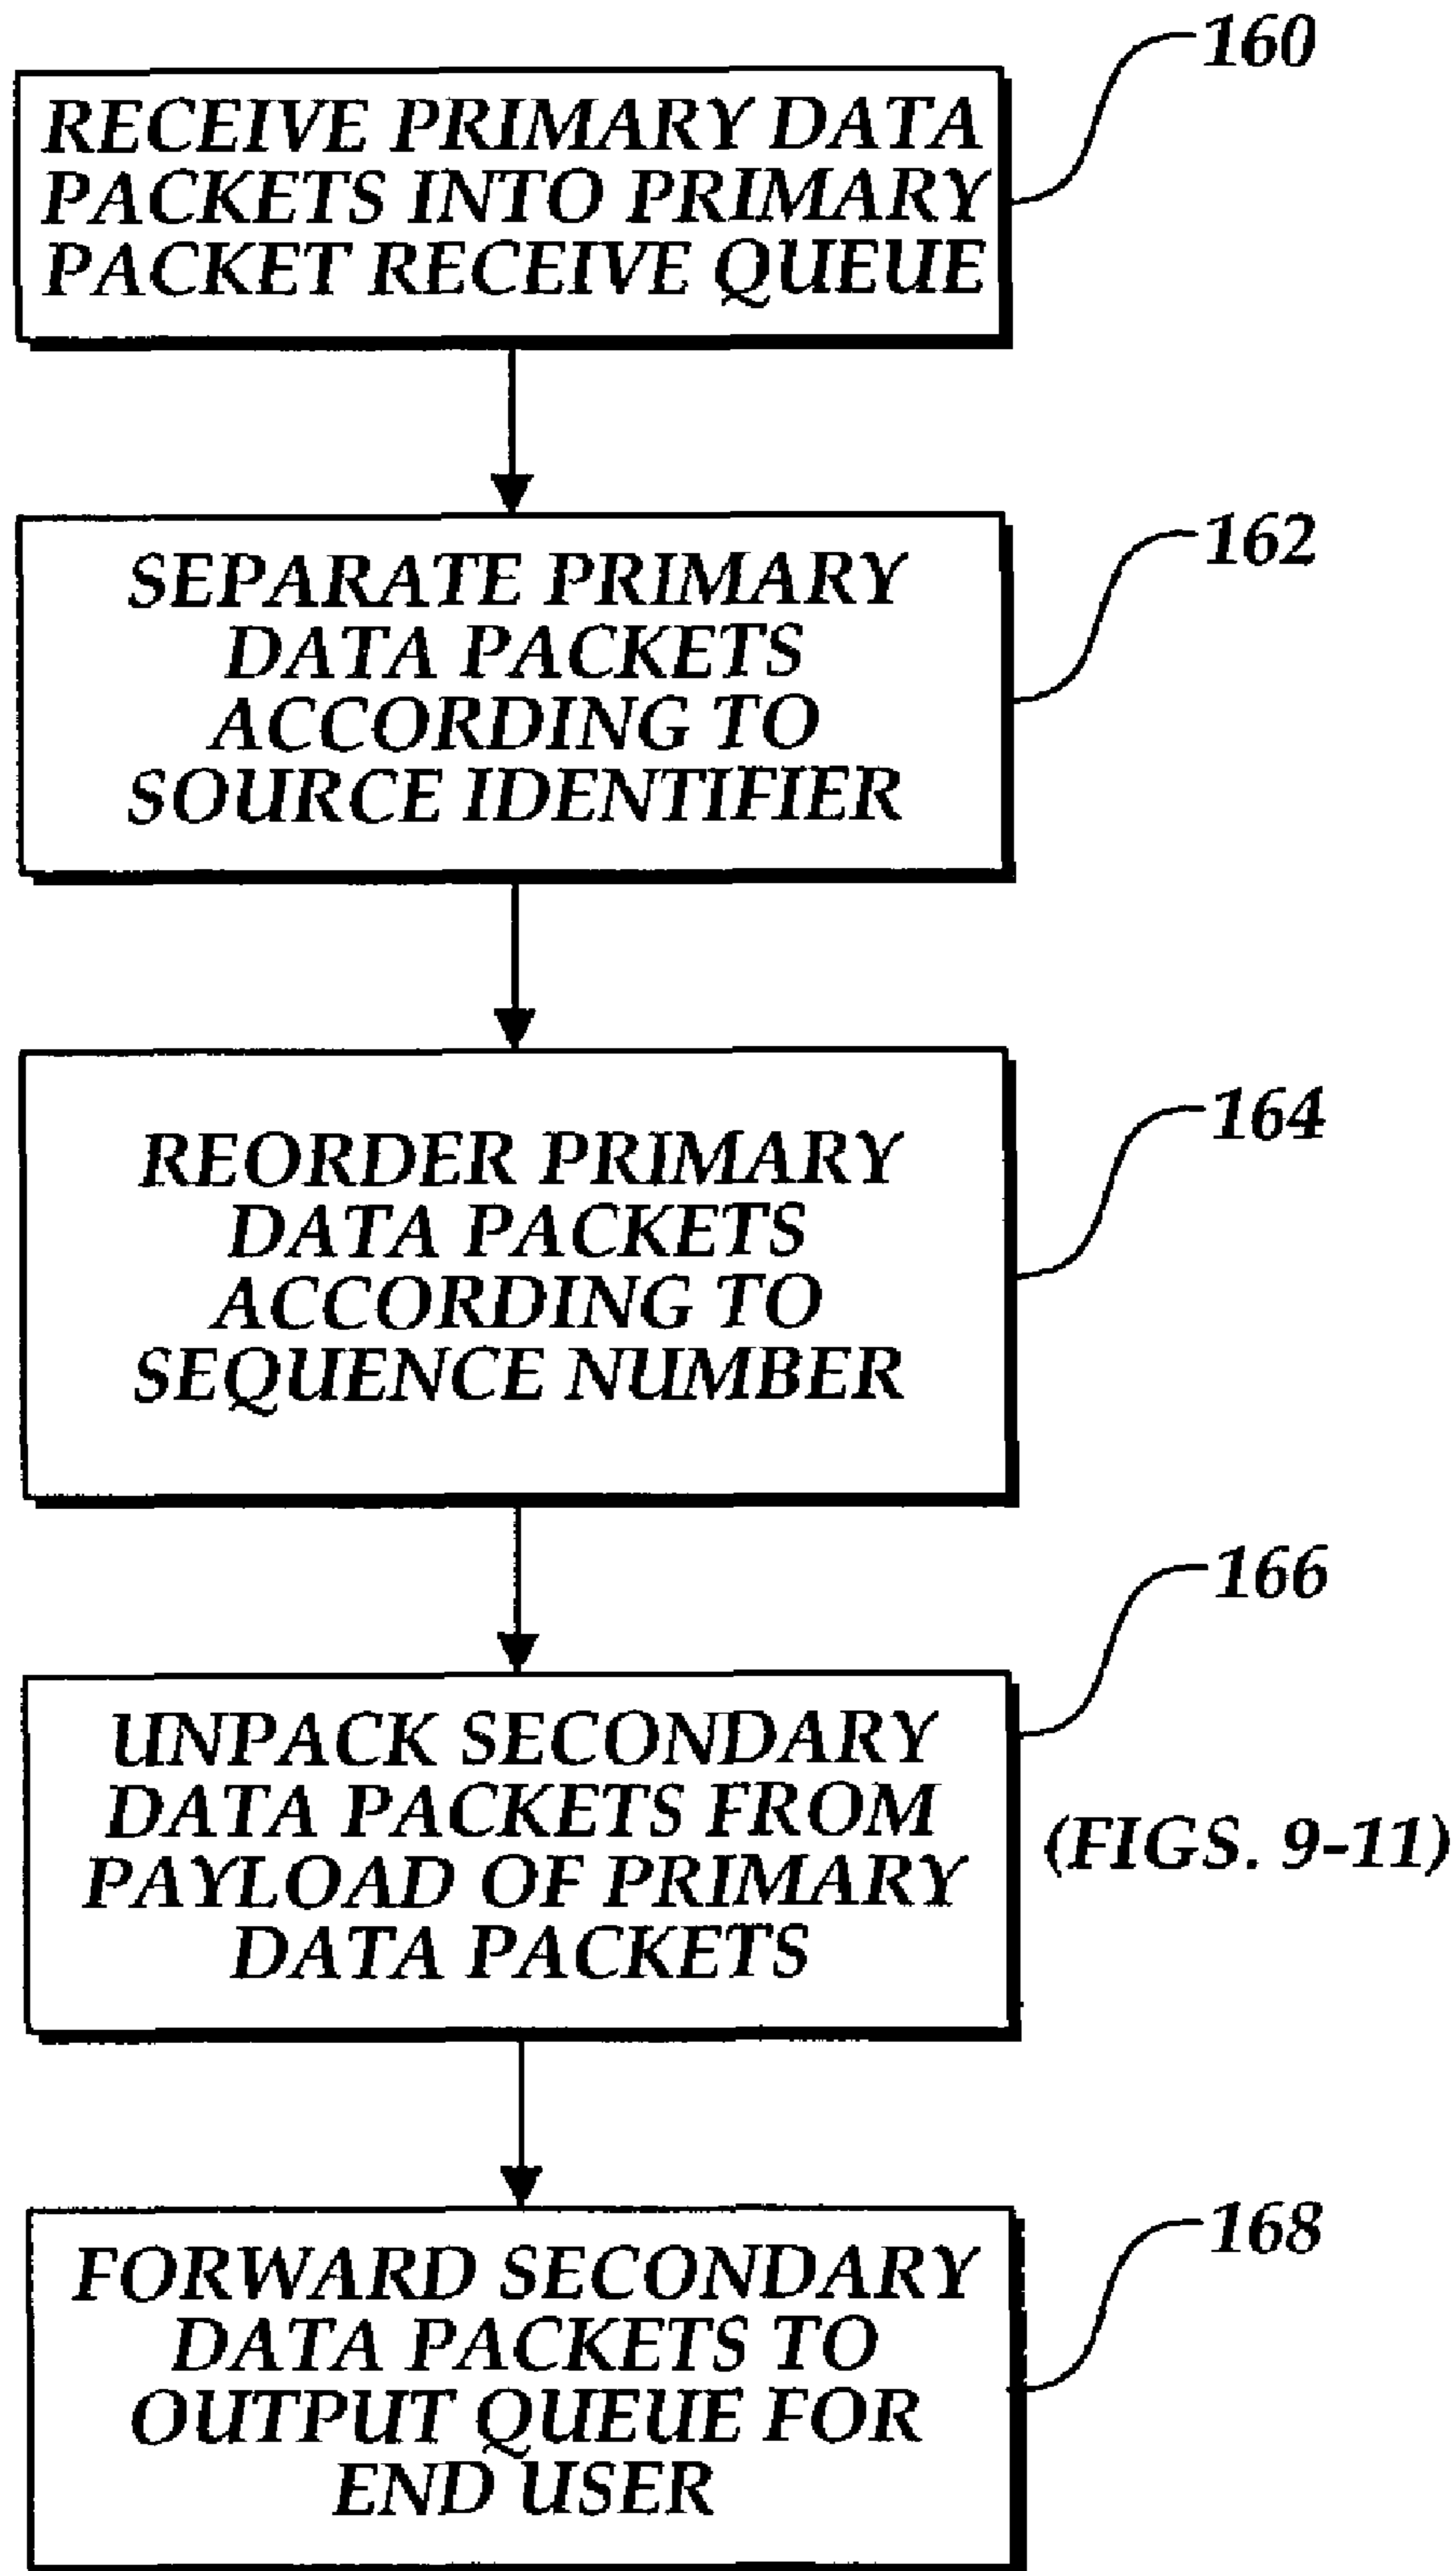 160
RECEIVE PRIMARY DATA
PACKETS INTO PRIMARY
PACKET RECEIVE QUEUE
162
SEPARATE PRIMARY
DATA PACKETS
ACCORDING TO
SOURCE IDENTIFIER
164
REORDER PRIMARY
DATA PACKETS
ACCORDING TO
SEQUENCE NUMBER
166
UNPACK SECONDARY
DATA PACKETS FROM
PAYLOAD OF PRIMARY
DATA PACKETS
(FIGS. 9-11)
168
FORWARD SECONDARY
DATA PACKETS TO
OUTPUT QUEUE FOR
END USER